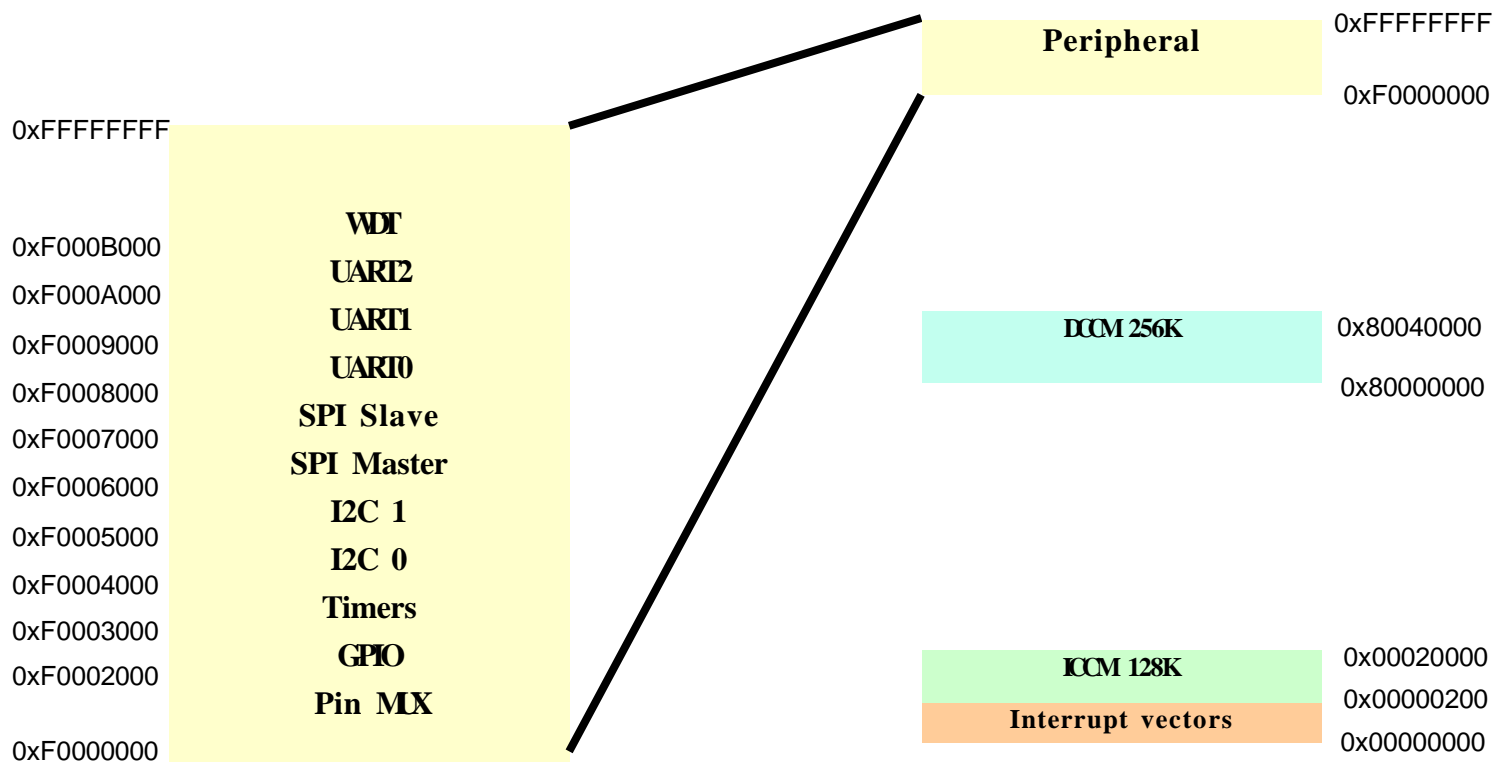 0xFFFFFFFF
Peripheral
0xF0000000
0xFFFFFFFF
WDT
0xF000B000
UART2
0xF000A000
UART1
0xF0009000
UART0
0xF0008000
SPI Slave
0xF0007000
SPI Master
0xF0006000
I2C 1
0xF0005000
I2C 0
0xF0004000
Timers
0xF0003000
GPIO
0xF0002000
Pin MUX
0xF0000000
DCCM 256K
0x80040000
0x80000000
ICCM 128K
0x00020000
0x00000200
Interrupt vectors
0x00000000